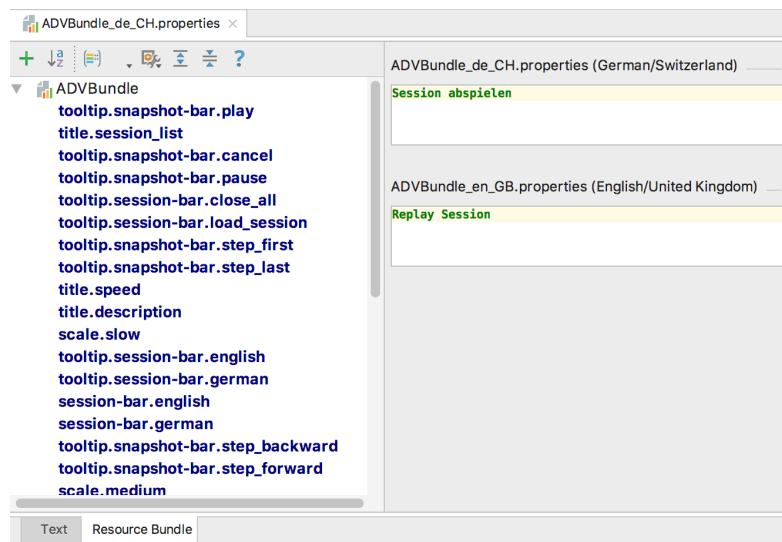 ADVBundle_de_CH.properties
ADVBundle
tooltip.snapshot-bar.play
title.session_list
tooltip.snapshot-bar.cancel
tooltip.snapshot-bar.pause
tooltip.session-bar.close_all
tooltip.session-bar.load_session
tooltip.snapshot-bar.step_first
tooltip.snapshot-bar.step_last
title.speed
title.description
scale.slow
tooltip.session-bar.english
tooltip.session-bar.german
session-bar.english
session-bar.german
tooltip.snapshot-bar.step_backward
tooltip.snapshot-bar.step_forward
scale.medium
ADVBundle_de_CH.properties (German/Switzerland)
Session abspielen
ADVBundle_en_GB.properties (English/United Kingdom)
Replay Session
Text Resource Bundle